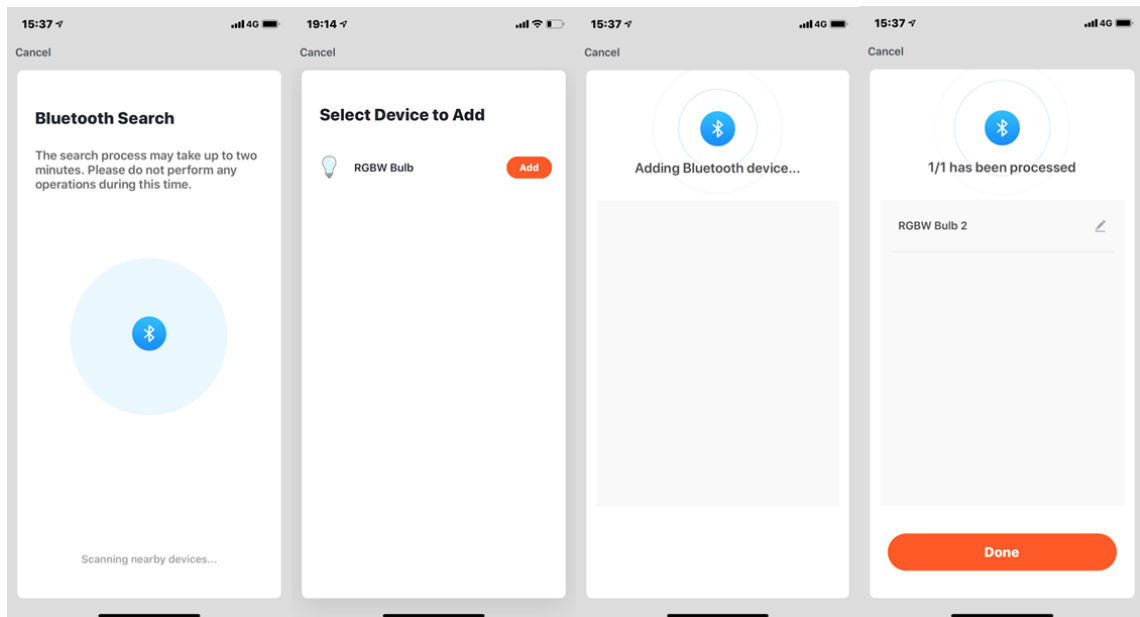 15:37
4G
Cancel
Bluetooth Search
The search process may take up to two
minutes. Please do not perform any
operations during this time.
Scanning nearby devices...
19:14
Cancel
Select Device to Add
RGBW Bulb
Add
15:37
4G
Cancel
Adding Bluetooth device...
15:37
4G
Cancel
1/1 has been processed
RGBW Bulb 2
Done